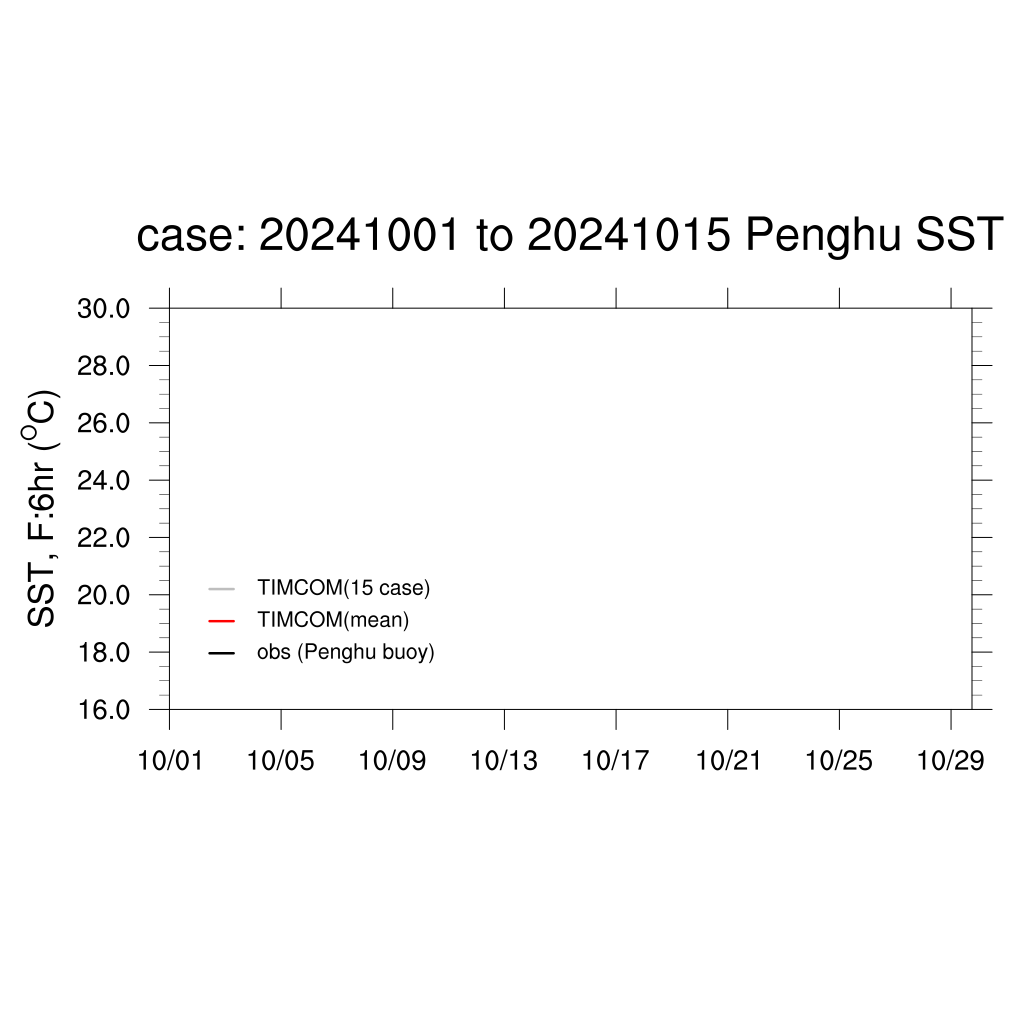 case: 20241001 to 20241015 Penghu SST
30.0
28.0
26.0
24.0
22.0
20.0
18.0
16.0
SST, F:6hr (°C)
TIMCOM(15 case)
TIMCOM(mean)
obs (Penghu buoy)
10/01 10/05 10/09 10/13 10/17 10/21 10/25 10/29